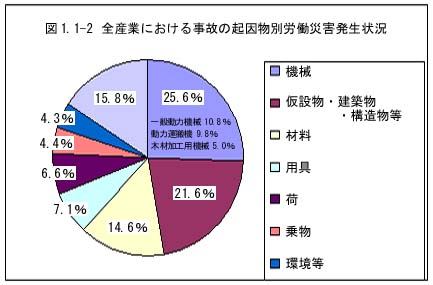 図1.1-2 全産業における事故の起因物別労働災害発生状況
25.6%
一般動力機械 10.8%
動力運搬機 9.8%
木材加工用機械 5.0%
21.6%
14.6%
7.1%
6.6%
4.4%
4.3%
15.8%
機械
仮設物・建築物
・構造物等
材料
用具
荷
乗物
環境等